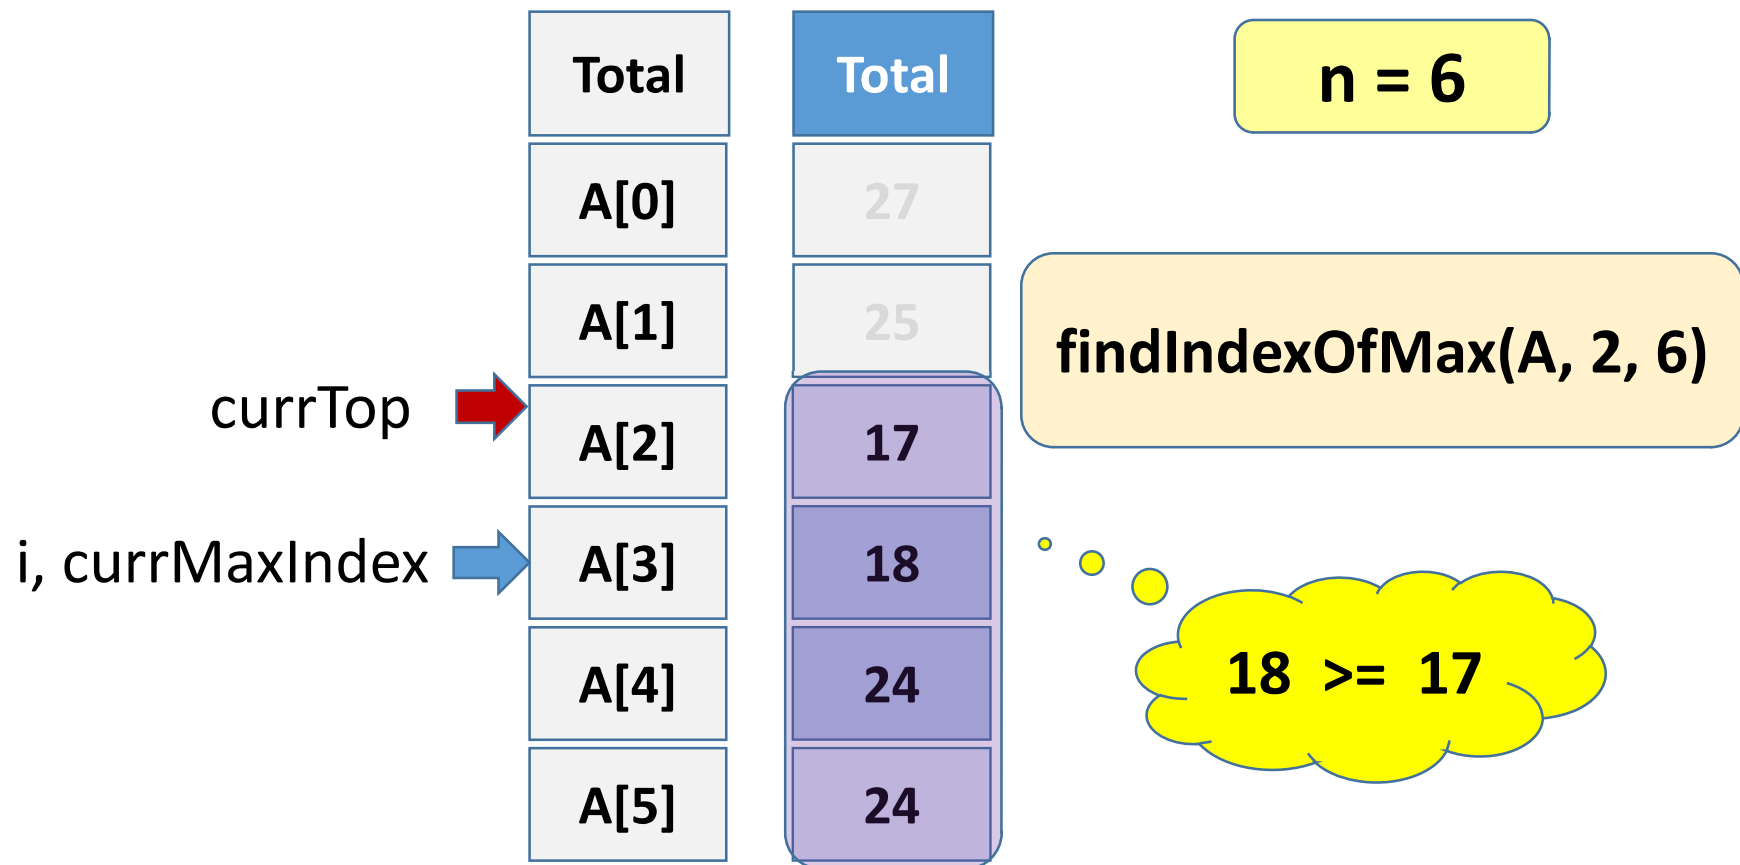 Total Total
n = 6
A[0] 27
A[1] 25
findIndexOfMax(A, 2, 6)
currTop
A[2] 17
i, currMaxIndex
A[3] 18
A[4] 24
18 >= 17
A[5] 24